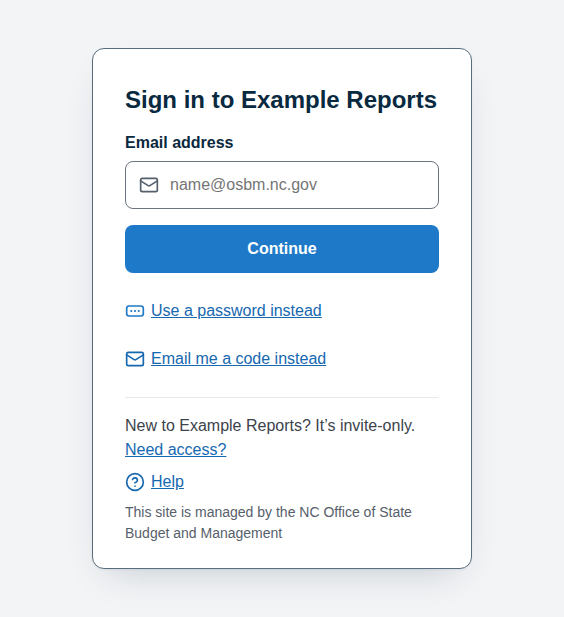 Sign in to Example Reports
Email address
name@osbm.nc.gov
Continue
Use a password instead
Email me a code instead
New to Example Reports? It’s invite-only.
Need access?
Help
This site is managed by the NC Office of State
Budget and Management